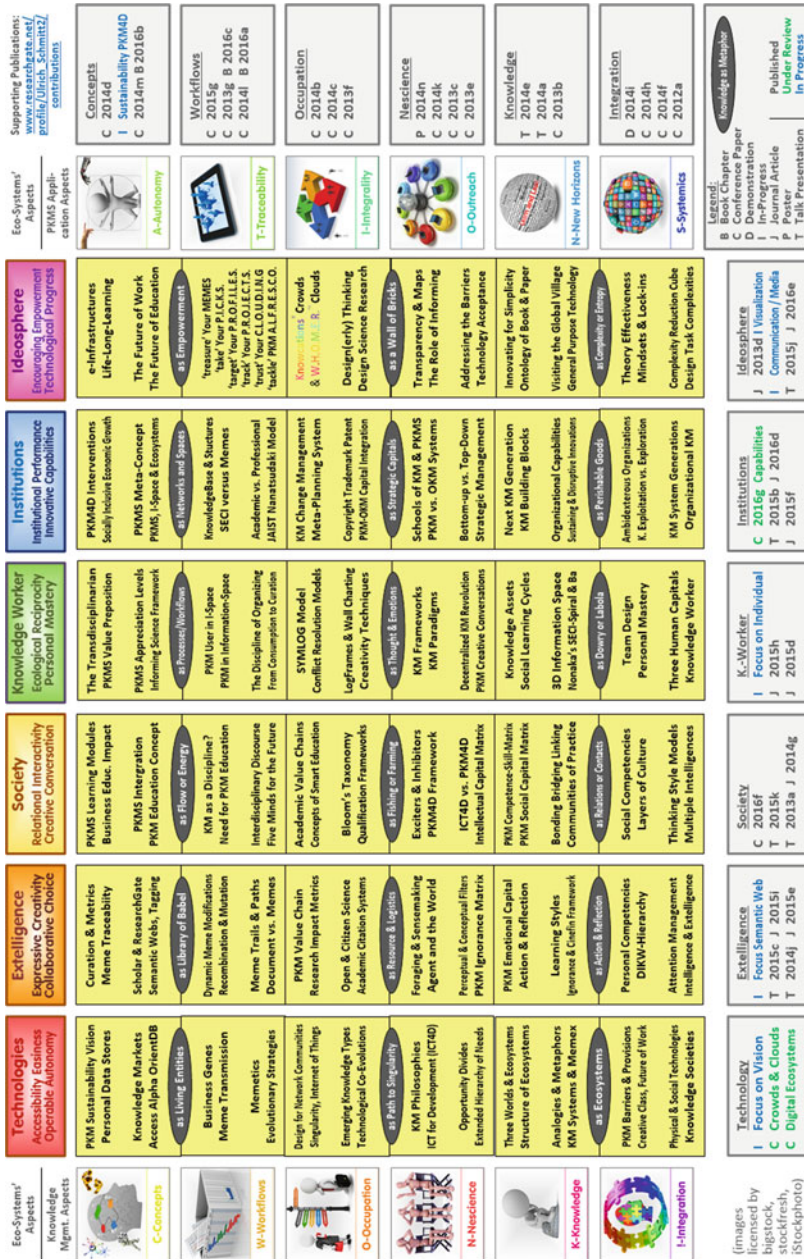 Eco-Systems'
Aspects
Knowledge
Mgmt. Aspects
Technologies
Accessibility Easiness
Operable Autonomy
Extelligence
Expressive Creativity
Collaborative Choice
Society
Relational Interactivity
Creative Conversation
Knowledge Worker
Ecological Reciprocity
Personal Mastery
Institutions
Institutional Performance
Innovative Capabilities
Ideosphere
Encouraging Empowerment
Technological Progress
Eco-Systems'
Aspects
PKMS Appli-
cation Aspects
Supporting Publications:
www.researchgate.net/
profile/Ulrich_Schmitt2/
contributions
C-Concepts
PKM Sustainability Vision
Personal Data Stores
Knowledge Markets
Access Alpha OrientDB
Curation & Metrics
Meme Traceabilty
Scholar & ResearchGate
Semantic Webs, Tagging
PKMS Learning Modules
Business Educ. Impact
PKMS Intergration
PKM Education Concept
The Transdisciplinarian
PKMS Value Preposition
PKMS Appreciation Levels
Informing Science Framework
PKM4D Interventions
Socially Inclusive Economic Growth
PKMS Meta-Concept
PKMS, I-Space & Ecosystems
e-Infrastructures
Life-Long-Learning
The Future of Work
The Future of Education
A-Autonomy
Concepts
C 2014d
I Sustainability PKM4D
C 2014m B 2016b
as Living Entities
as Library of Babel
as Flow or Energy
as Processes/Workflows
as Networks and Spaces
as Empowerment
W-Workflows
Business Genes
Meme Transmission
Memetics
Evolutionary Strategies
Dynamic Meme Modifications
Recombination & Mutation
Meme Trails & Paths
Document vs. Memes
KM as a Discipline?
Need for PKM Education
Interdisciplinary Discourse
Five Minds for the Future
PKM User in I-Space
PKM in Information-Space
The Discipline of Organizing
From Consumption to Curation
KnowledgeBase & Stuctures
SECI versus Memes
Academic vs. Professional
JAIST Nanatsudaki Model
'treasure' Your MEMES
'take' Your P.I.C.K.S.
'target' Your P.R.O.F.I.L.E.S.
'track' Your P.R.O.J.E.C.T.S.
'trust' Your C.L.O.U.D.I.N.G
'tackle' PRM A.L.F.R.E.S.C.O.
T-Traceability
Workflows
C 2015g
C 2013g B 2016c
C 2014l B 2016a
O-Occupation
Design for Network Communities
Singularity, Internet of Things
Emerging Knowledge Types
Technological Co-Evolutions
PKM Value Chain
Research Impact Metrics
Open & Citizen Science
Academic Citation Systems
Academic Value Chains
Concepts of Smart Education
Bloom's Taxonomy
Qualification Frameworks
SYMLOG Model
Conflict Resolution Models
LogFrames & Wall Charting
Creativity Techniques
KM Change Management
Meta-Planning System
Copyright Trademark Patent
PKM-OKM Capital Integration
Crowds
& W.H.O.M.E.R. Clouds
Design(erly) Thinking
Design Science Research
I-Integrality
Occupation
C 2014b
C 2014c
C 2013f
as Path to Singularity
as Resource & Logistics
as Fishing or Farming
as Thought & Emotions
as Strategic Capitals
as a Wall of Bricks
N-Nescience
KM Philosophies
ICT for Development (ICT4D)
Opportunity Divides
Extended Hierarchy of Needs
Foraging & Sensemaking
Agent and the World
Perceptual & Conceptual Filters
PKM Ignorance Matrix
Exciters & Inhibitors
PKM4D Framework
ICT4D vs. PKM4D
Intellectual Capital Matrix
KM Frameworks
KM Paradigms
Decentralized KM Revolution
PKM Creative Conversations
Schools of KM & PKMS
PKM vs. OKM Systems
Bottom-up vs. Top-Down
Strategic Management
Transparency & Maps
The Role of Informing
Addressing the Barriers
Technology Acceptance
O-Outreach
Nescience
P 2014n
C 2014k
C 2013c
C 2013e
K-Knowledge
Three Worlds & Ecosystems
Structure of Ecosystems
Analogies & Metaphors
KM Systems & Memex
PKM Emotional Capital
Action & Reflection
Learning Styles
Ignorance & Cinefin Framework
PKM Competence-Skill-Matrix
PKM Social Capital Matrix
Bonding Bridging Linking
Communities of Practice
Knowledge Assets
Social Learning Cycles
3D Information Space
Nonaka's SECI-Spiral & Ba
Next KM Generation
KM Building Blocks
Organizational Capabilities
Sustaining & Disruptive Innovations
Innovating for Simplicity
Ontology of Book & Paper
Visiting the Global Village
General Purpose Technology
N-New Horizons
Knowledge
T 2014e
T 2014a
C 2013b
as Ecosystems
as Action & Reflection
as Relations or Contacts
as Dowry or Labola
as Perishable Goods
as Complexity or Entropy
I-Integration
PKM Barriers & Provisions
Creative Class, Future of Work
Physical & Social Technologies
Knowledge Societies
Personal Competencies
DIKW-Hierarchy
Attention Management
Intelligence & Extelligence
Social Competencies
Layers of Culture
Thinking Style Models
Multiple Intelligences
Team Design
Personal Mastery
Three Human Capitals
Knowledge Worker
Ambidexterous Organizations
K. Exploitation vs. Exploration
KM System Generations
Organizational KM
Theory Effectiveness
Mindsets & Lock-ins
Complexity Reduction Cube
Design Task Complexities
S-Systemics
Integration
D 2014i
C 2014h
C 2014f
C 2012a
(images
licensed by
bigstock,
stockfresh,
iStockphoto)
Technology
I Focus on Vision
C Crowds & Clouds
C Digital Ecosystems
Extelligence
I Focus Semantic Web
T 2015c J 2015i
T 2014j J 2015e
Society
C 2016f
T 2015k
T 2013a J 2014g
K.-Worker
I Focus on Individual
J 2015h
J 2015d
Institutions
C 2016g Capabilities
T 2015b J 2016d
J 2015f
Ideosphere
J 2013d I Visualization
I Communication / Media
T 2015j J 2016e
Legend:
Knowledge as Metaphor
B Book Chapter
C Conference Paper
D Demonstration
I In-Progress
J Journal Article
P Poster
T Talk Presentation
Published
Under Review
In Progress